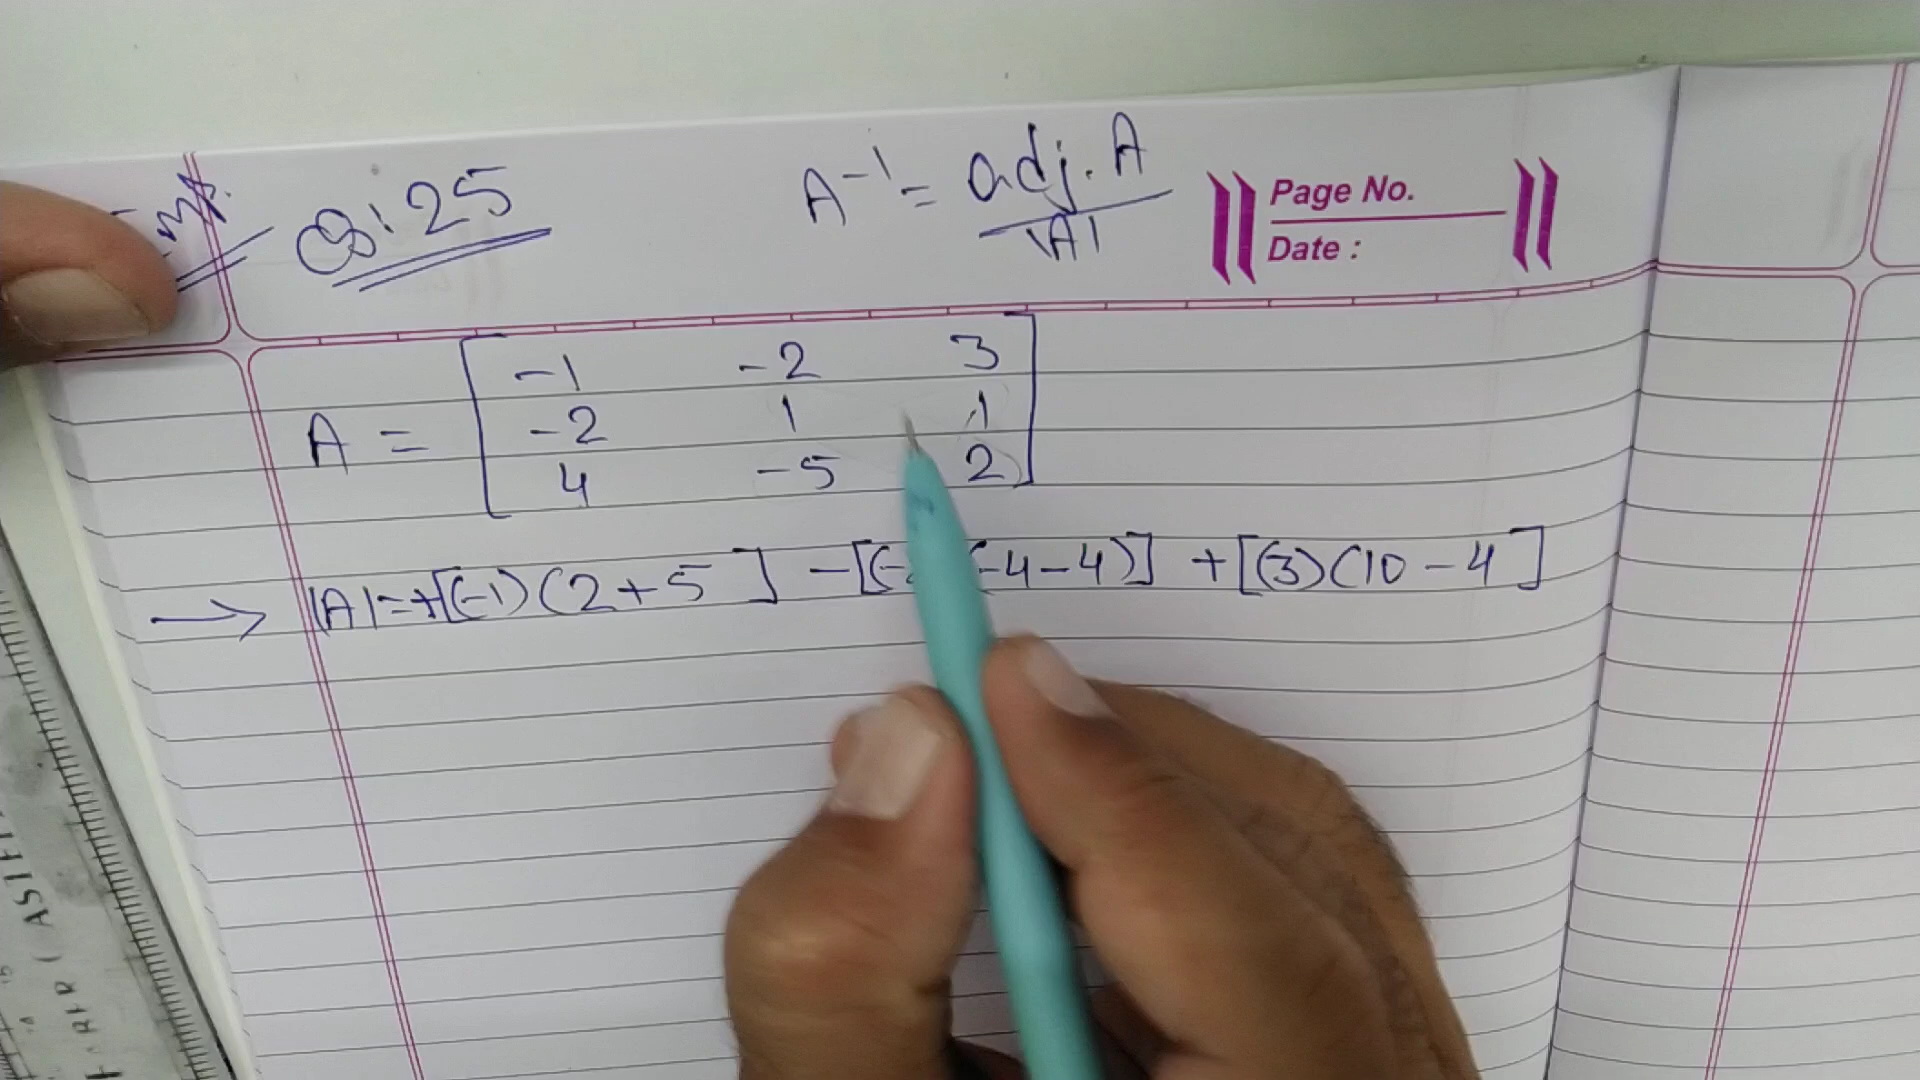 Imp. Q: 25
A⁻¹ = adj. A / |A|
Page No.
Date :
-1 -2 3
A = -2 1 1
4 -5 2
→ |A| = +[(-1)(2+5] -[(- -4-4)] +[(3)(10-4]